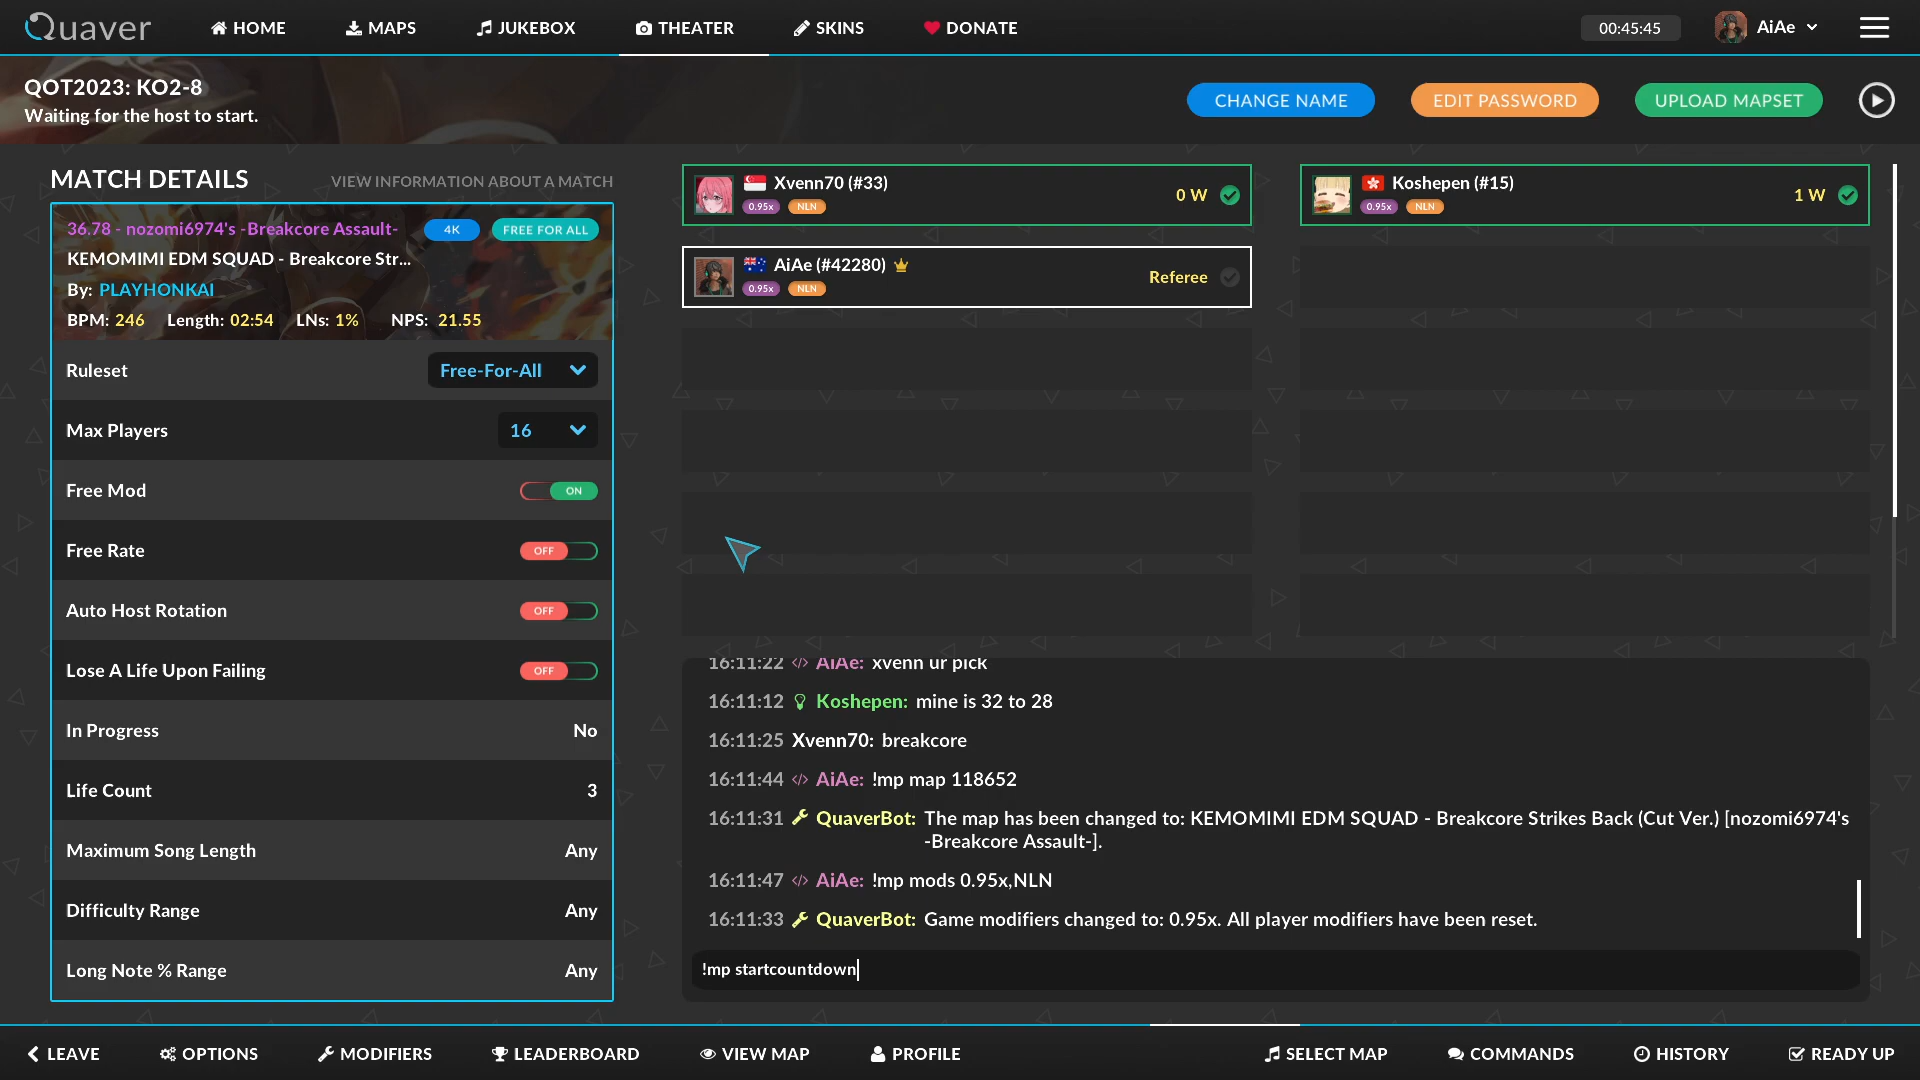 Quaver
HOME
MAPS
JUKEBOX
THEATER
SKINS
DONATE
00:45:45
AiAe
QOT2023: KO2-8
Waiting for the host to start.
CHANGE NAME
EDIT PASSWORD
UPLOAD MAPSET
MATCH DETAILS
VIEW INFORMATION ABOUT A MATCH
36.78 - nozomi6974's -Breakcore Assault-
4K
FREE FOR ALL
KEMOMIMI EDM SQUAD - Breakcore Str...
By: PLAYHONKAI
BPM: 246 Length: 02:54 LNs: 1% NPS: 21.55
Ruleset
Free-For-All
Max Players
16
Free Mod
ON
Free Rate
OFF
Auto Host Rotation
OFF
Lose A Life Upon Failing
OFF
In Progress
No
Life Count
3
Maximum Song Length
Any
Difficulty Range
Any
Long Note % Range
Any
Xvenn70 (#33)
0.95x NLN
0 W
Koshepen (#15)
0.95x NLN
1 W
AiAe (#42280)
0.95x NLN
Referee
16:11:22 </> AiAe: xvenn ur pick
16:11:12 Koshepen: mine is 32 to 28
16:11:25 Xvenn70: breakcore
16:11:44 </> AiAe: !mp map 118652
16:11:31 QuaverBot: The map has been changed to: KEMOMIMI EDM SQUAD - Breakcore Strikes Back (Cut Ver.) [nozomi6974's
-Breakcore Assault-].
16:11:47 </> AiAe: !mp mods 0.95x,NLN
16:11:33 QuaverBot: Game modifiers changed to: 0.95x. All player modifiers have been reset.
!mp startcountdown
LEAVE
OPTIONS
MODIFIERS
LEADERBOARD
VIEW MAP
PROFILE
SELECT MAP
COMMANDS
HISTORY
READY UP